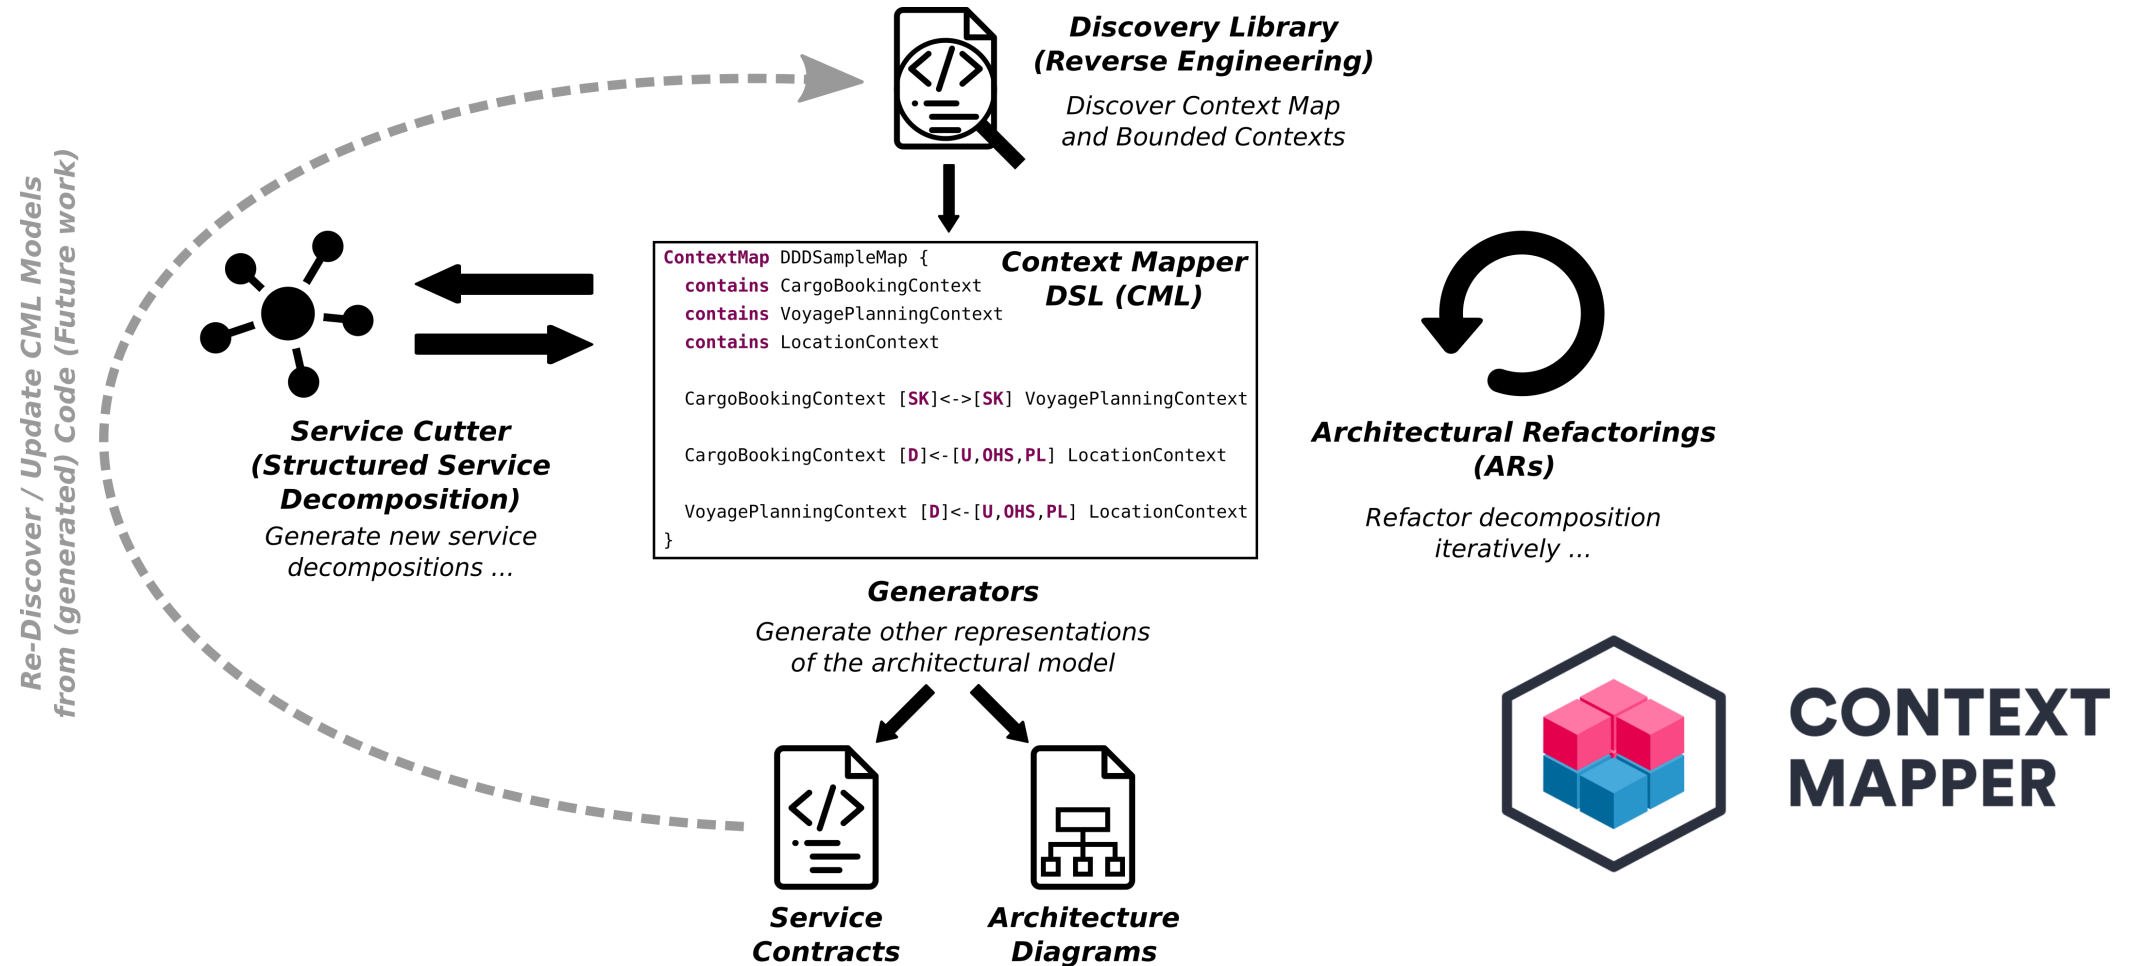 Discovery Library
(Reverse Engineering)
Discover Context Map
and Bounded Contexts
Re-Discover / Update CML Models
from (generated) Code (Future work)
Service Cutter
(Structured Service
Decomposition)
Generate new service
decompositions ...
Context Mapper
DSL (CML)
ContextMap DDDSampleMap {
contains CargoBookingContext
contains VoyagePlanningContext
contains LocationContext
CargoBookingContext [SK]<->[SK] VoyagePlanningContext
CargoBookingContext [D]<-[U,OHS,PL] LocationContext
VoyagePlanningContext [D]<-[U,OHS,PL] LocationContext
}
Architectural Refactorings
(ARs)
Refactor decomposition
iteratively ...
Generators
Generate other representations
of the architectural model
Service
Contracts
Architecture
Diagrams
CONTEXT
MAPPER